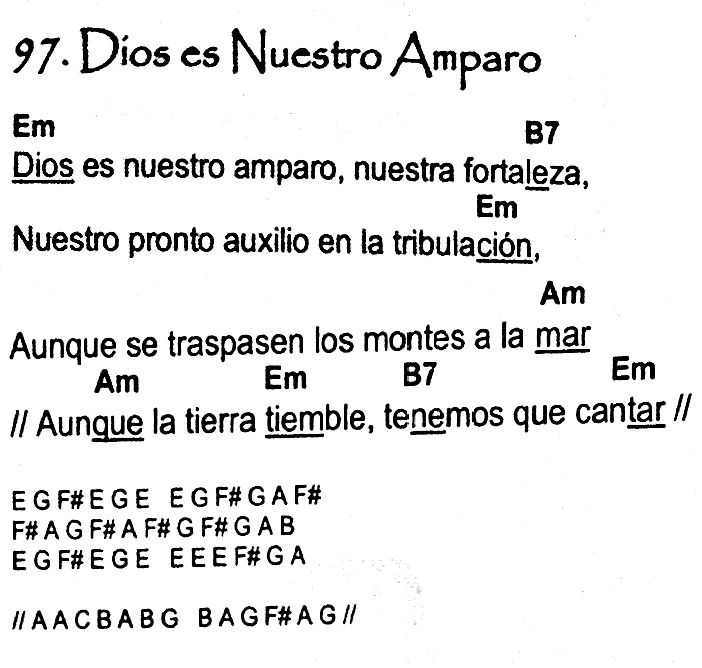 97. Dios es Nuestro Amparo
Em B7
Dios es nuestro amparo, nuestra fortaleza,
Em
Nuestro pronto auxilio en la tribulación,
Am
Aunque se traspasen los montes a la mar
Am Em B7 Em
// Aunque la tierra tiemble, tenemos que cantar //
E G F# E G E E G F# G A F#
F# A G F# A F# G F# G A B
E G F# E G E E E E F# G A
// A A C B A B G B A G F# A G //